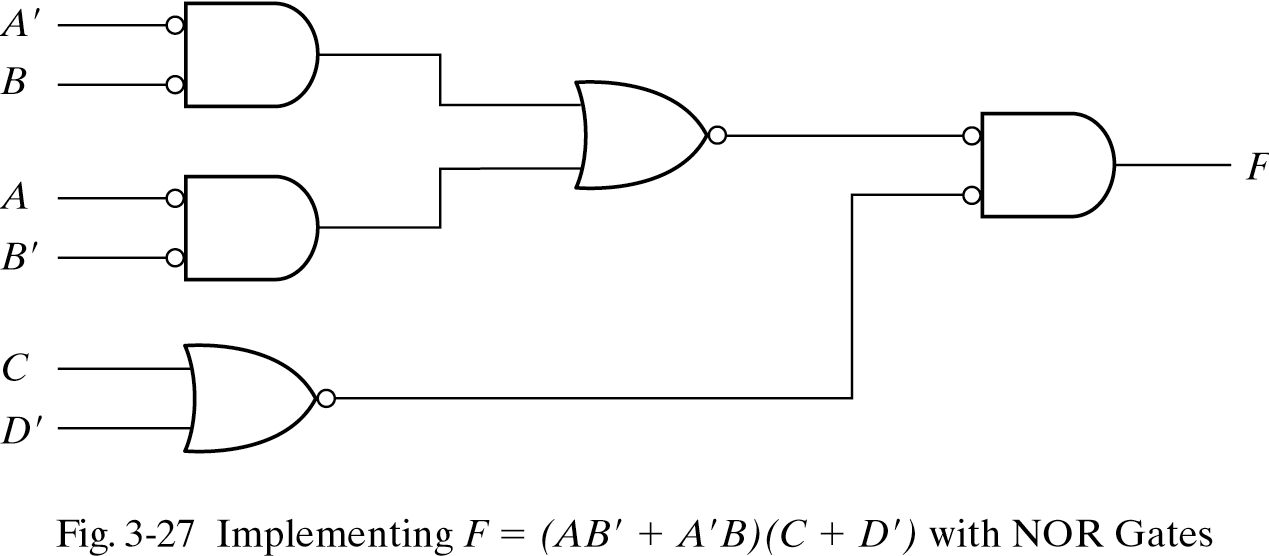 A′
B
A
B′
C
D′
F
Fig. 3-27 Implementing F = (AB′ + A′B)(C + D′) with NOR Gates